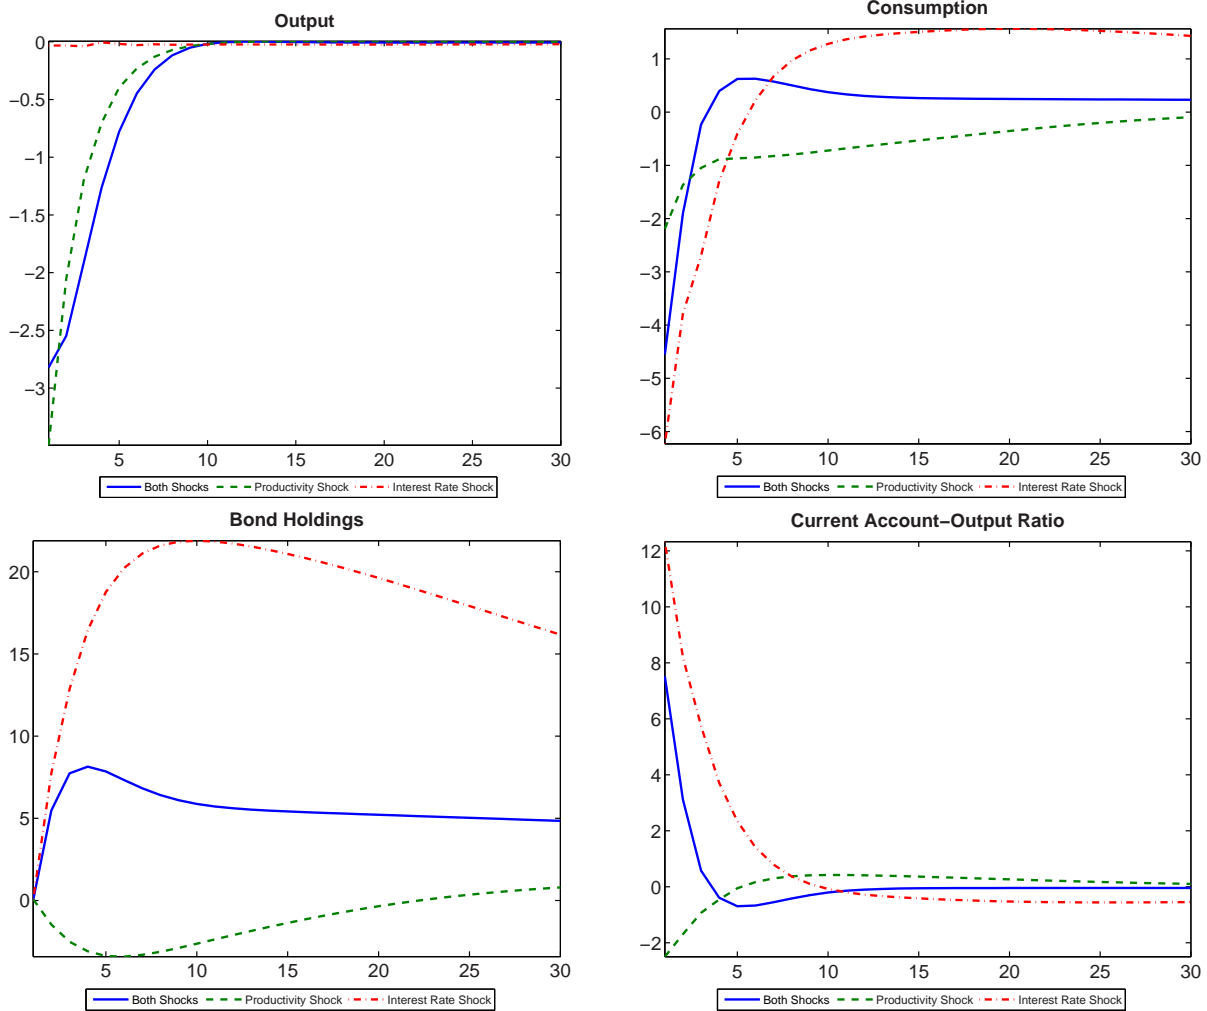 Output
0
−0.5
−1
−1.5
−2
−2.5
−3
5 10 15 20 25 30
Both Shocks Productivity Shock Interest Rate Shock
Consumption
1
0
−1
−2
−3
−4
−5
−6
5 10 15 20 25 30
Both Shocks Productivity Shock Interest Rate Shock
Bond Holdings
20
15
10
5
0
5 10 15 20 25 30
Both Shocks Productivity Shock Interest Rate Shock
Current Account−Output Ratio
12
10
8
6
4
2
0
−2
5 10 15 20 25 30
Both Shocks Productivity Shock Interest Rate Shock